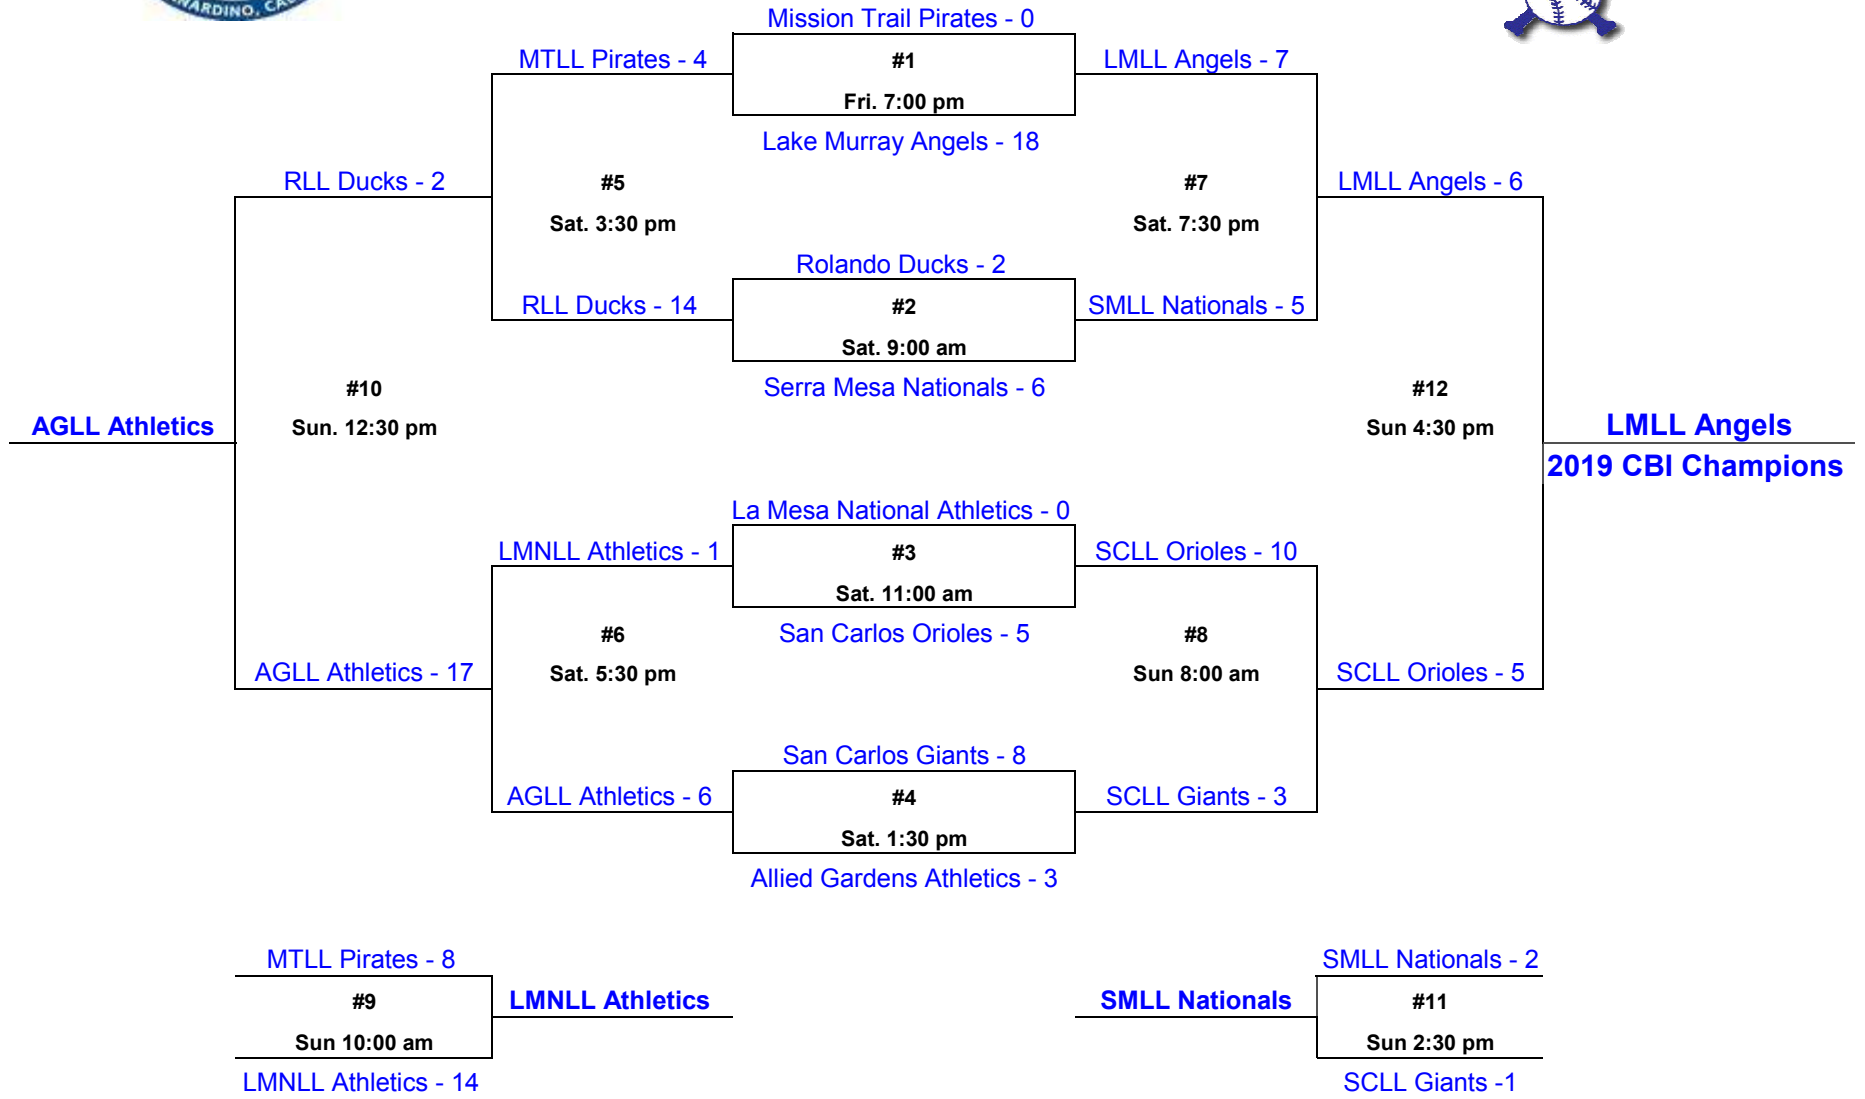 NARDINO, CA
Mission Trail Pirates - 0
MTLL Pirates - 4
#1
LMLL Angels - 7
Fri. 7:00 pm
Lake Murray Angels - 18
RLL Ducks - 2
#5
#7
LMLL Angels - 6
Sat. 3:30 pm
Sat. 7:30 pm
Rolando Ducks - 2
RLL Ducks - 14
#2
SMLL Nationals - 5
Sat. 9:00 am
Serra Mesa Nationals - 6
#10
#12
AGLL Athletics
Sun. 12:30 pm
Sun 4:30 pm
LMLL Angels
2019 CBI Champions
La Mesa National Athletics - 0
LMNLL Athletics - 1
#3
SCLL Orioles - 10
Sat. 11:00 am
San Carlos Orioles - 5
#6
#8
AGLL Athletics - 17
Sat. 5:30 pm
Sun 8:00 am
SCLL Orioles - 5
San Carlos Giants - 8
AGLL Athletics - 6
#4
SCLL Giants - 3
Sat. 1:30 pm
Allied Gardens Athletics - 3
MTLL Pirates - 8
SMLL Nationals - 2
#9
LMNLL Athletics
SMLL Nationals
#11
Sun 10:00 am
Sun 2:30 pm
LMNLL Athletics - 14
SCLL Giants -1